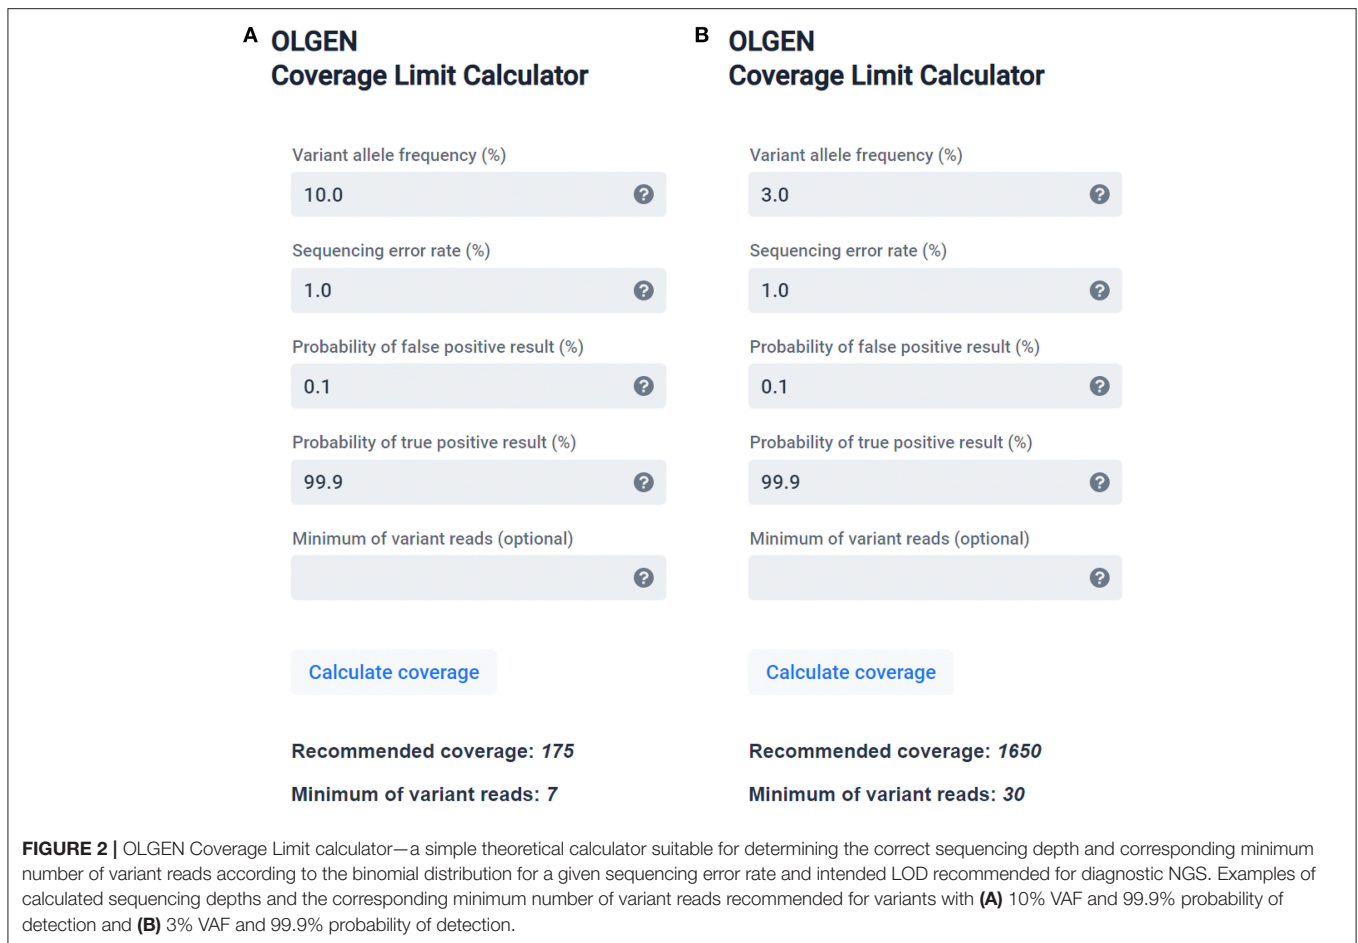 A OLGEN
Coverage Limit Calculator
Variant allele frequency (%)
10.0
?
Sequencing error rate (%)
1.0
?
Probability of false positive result (%)
0.1
?
Probability of true positive result (%)
99.9
?
Minimum of variant reads (optional)
?
Calculate coverage
Recommended coverage: 175
Minimum of variant reads: 7
B OLGEN
Coverage Limit Calculator
Variant allele frequency (%)
3.0
?
Sequencing error rate (%)
1.0
?
Probability of false positive result (%)
0.1
?
Probability of true positive result (%)
99.9
?
Minimum of variant reads (optional)
?
Calculate coverage
Recommended coverage: 1650
Minimum of variant reads: 30
FIGURE 2 | OLGEN Coverage Limit calculator—a simple theoretical calculator suitable for determining the correct sequencing depth and corresponding minimum
number of variant reads according to the binomial distribution for a given sequencing error rate and intended LOD recommended for diagnostic NGS. Examples of
calculated sequencing depths and the corresponding minimum number of variant reads recommended for variants with (A) 10% VAF and 99.9% probability of
detection and (B) 3% VAF and 99.9% probability of detection.